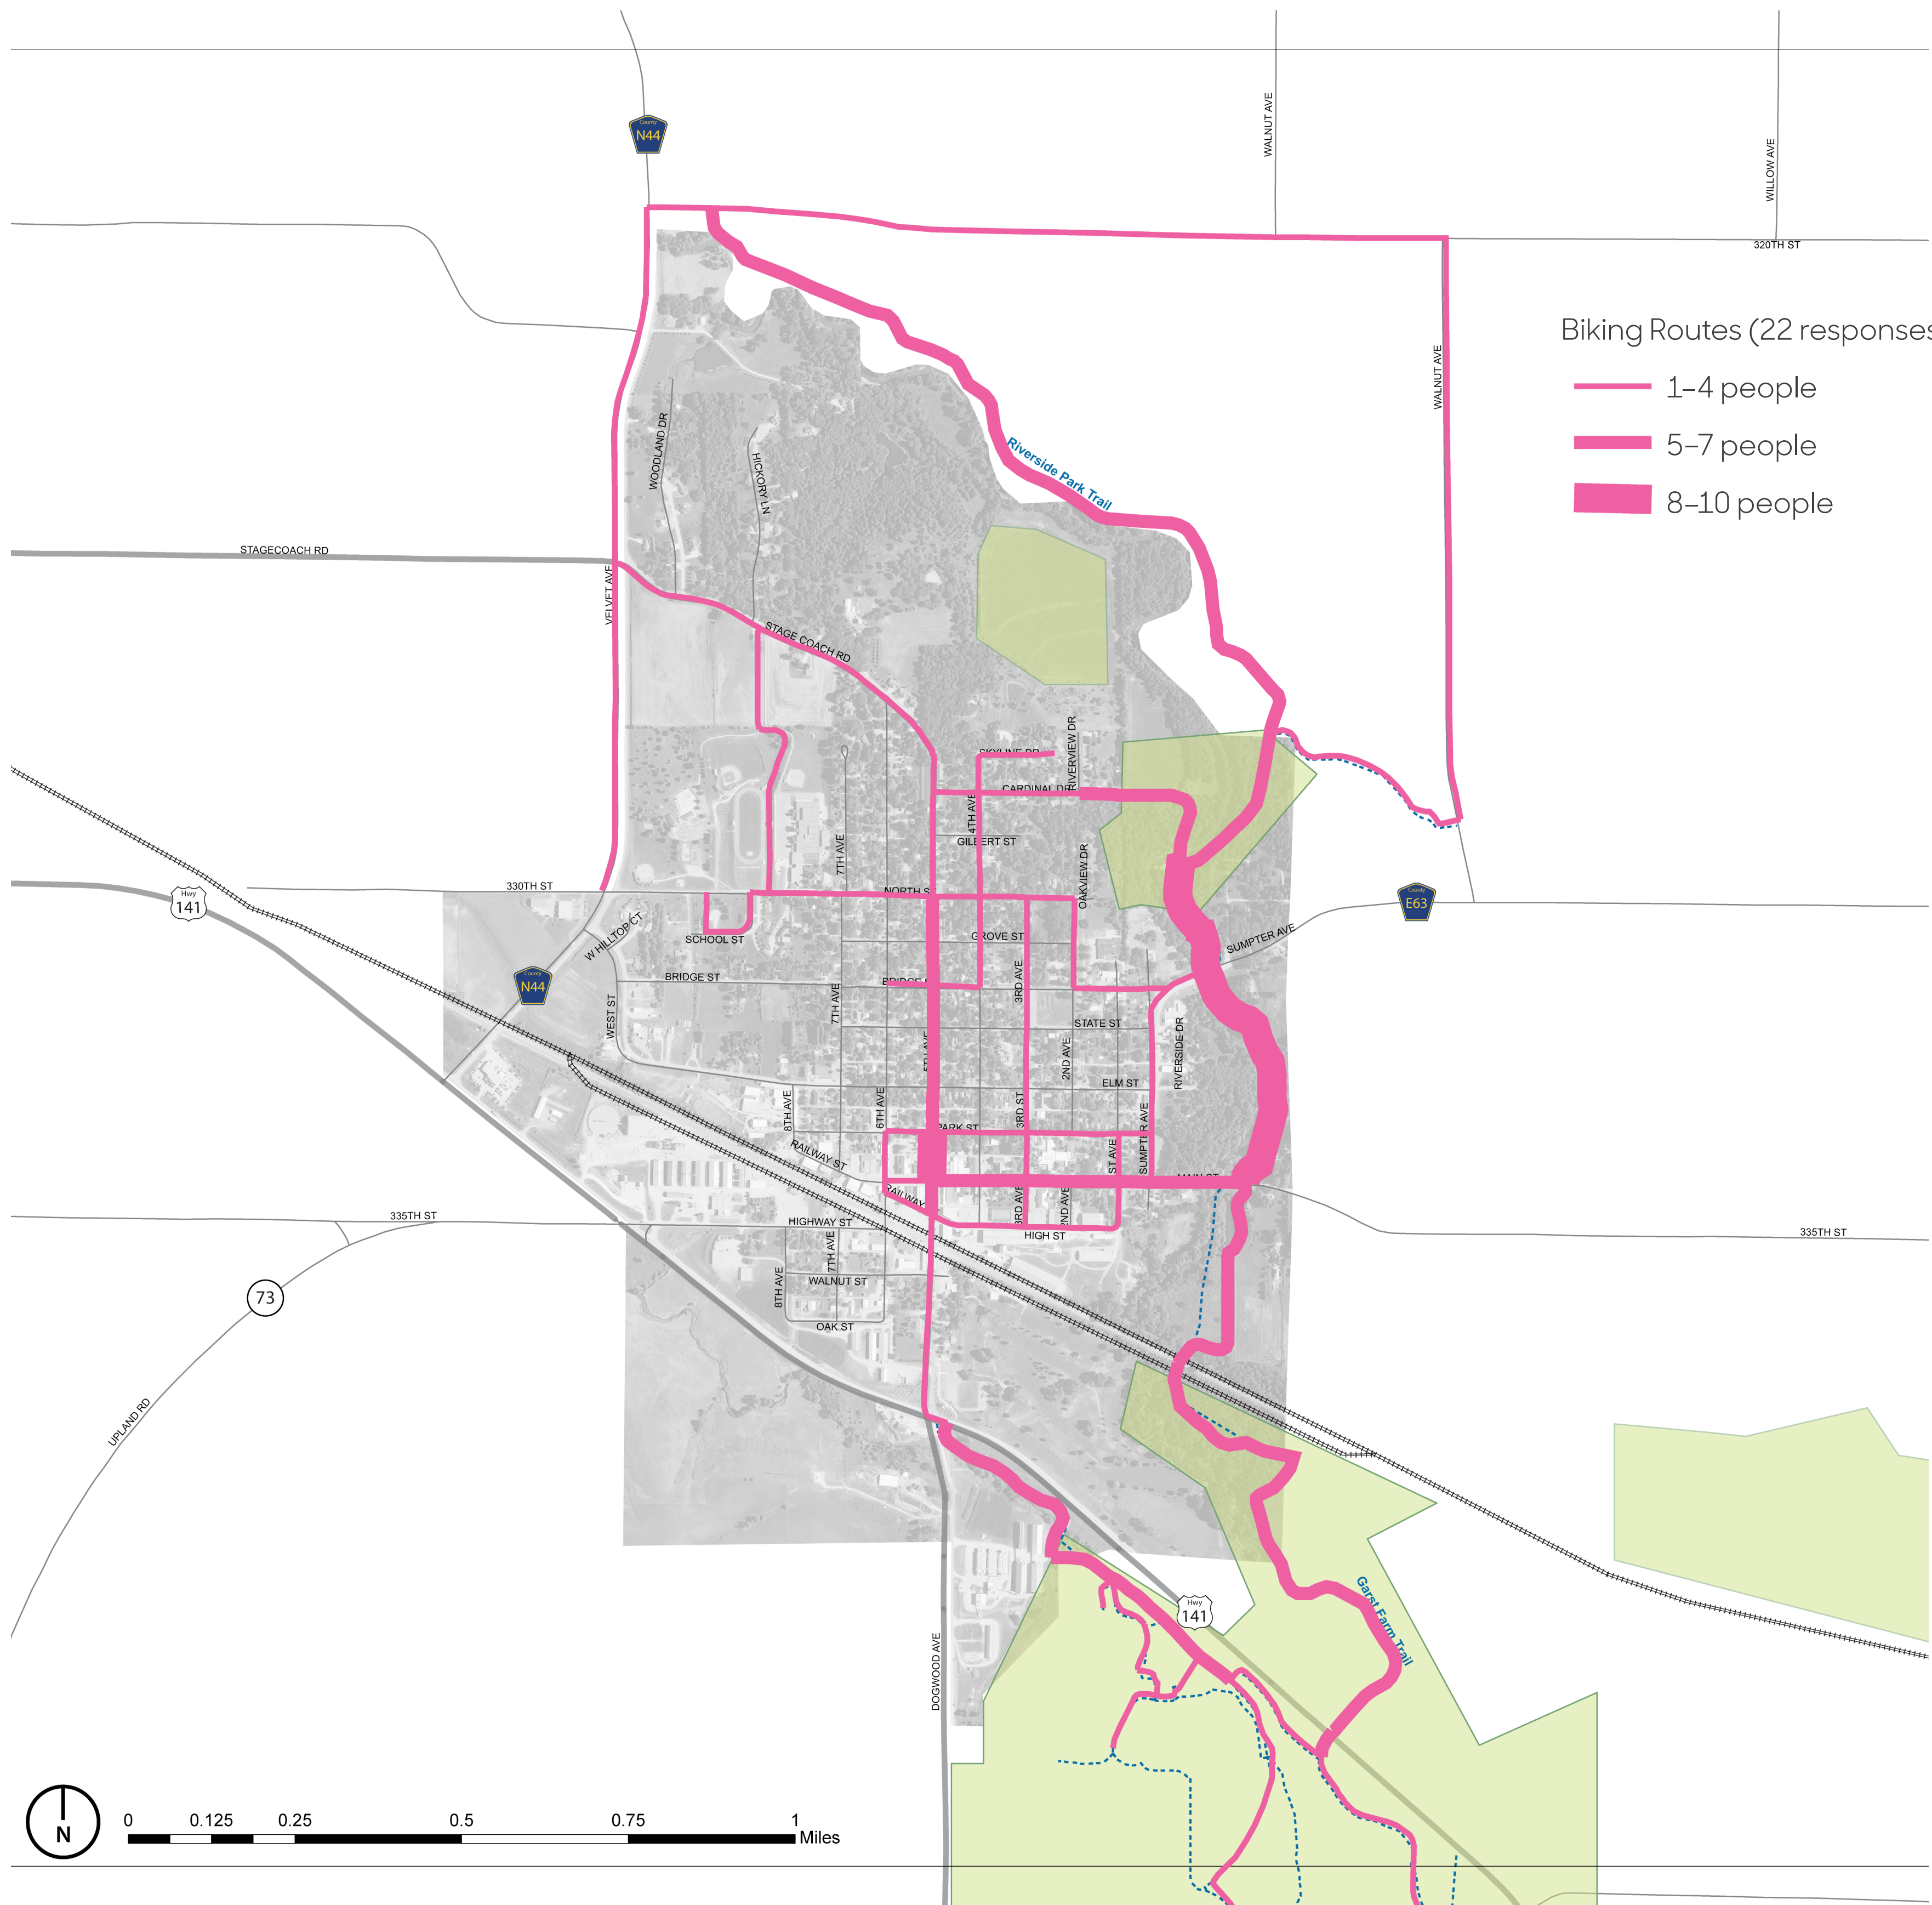 WALNUT AVE
WILLOW AVE
County
N44
320TH ST
Biking Routes (22 responses
1–4 people
5–7 people
8–10 people
WALNUT AVE
WOODLAND DR
HICKORY LN
Riverside Park Trail
STAGECOACH RD
VELVET AVE
STAGE COACH RD
SKYLINE DR
RIVERVIEW DR
CARDINAL DR
4TH AVE
GILBERT ST
7TH AVE
OAKVIEW DR
330TH ST
NORTH S
Hwy
141
County
E63
SCHOOL ST
W HILLTOP CT
GROVE ST
SUMPTER AVE
BRIDGE ST
BRIDGE
3RD AVE
County
N44
7TH AVE
WEST ST
STATE ST
5TH AVE
2ND AVE
RIVERSIDE DR
ELM ST
8TH AVE
6TH AVE
3RD ST
PARK ST
SUMPTER AVE
RAILWAY ST
ST AVE
MAIN ST
RAILWAY
3RD AVE
2ND AVE
335TH ST
HIGHWAY ST
HIGH ST
335TH ST
7TH AVE
8TH AVE
WALNUT ST
73
OAK ST
UPLAND RD
Garst Farm Trail
Hwy
141
DOGWOOD AVE
N
0 0.125 0.25 0.5 0.75 1
Miles